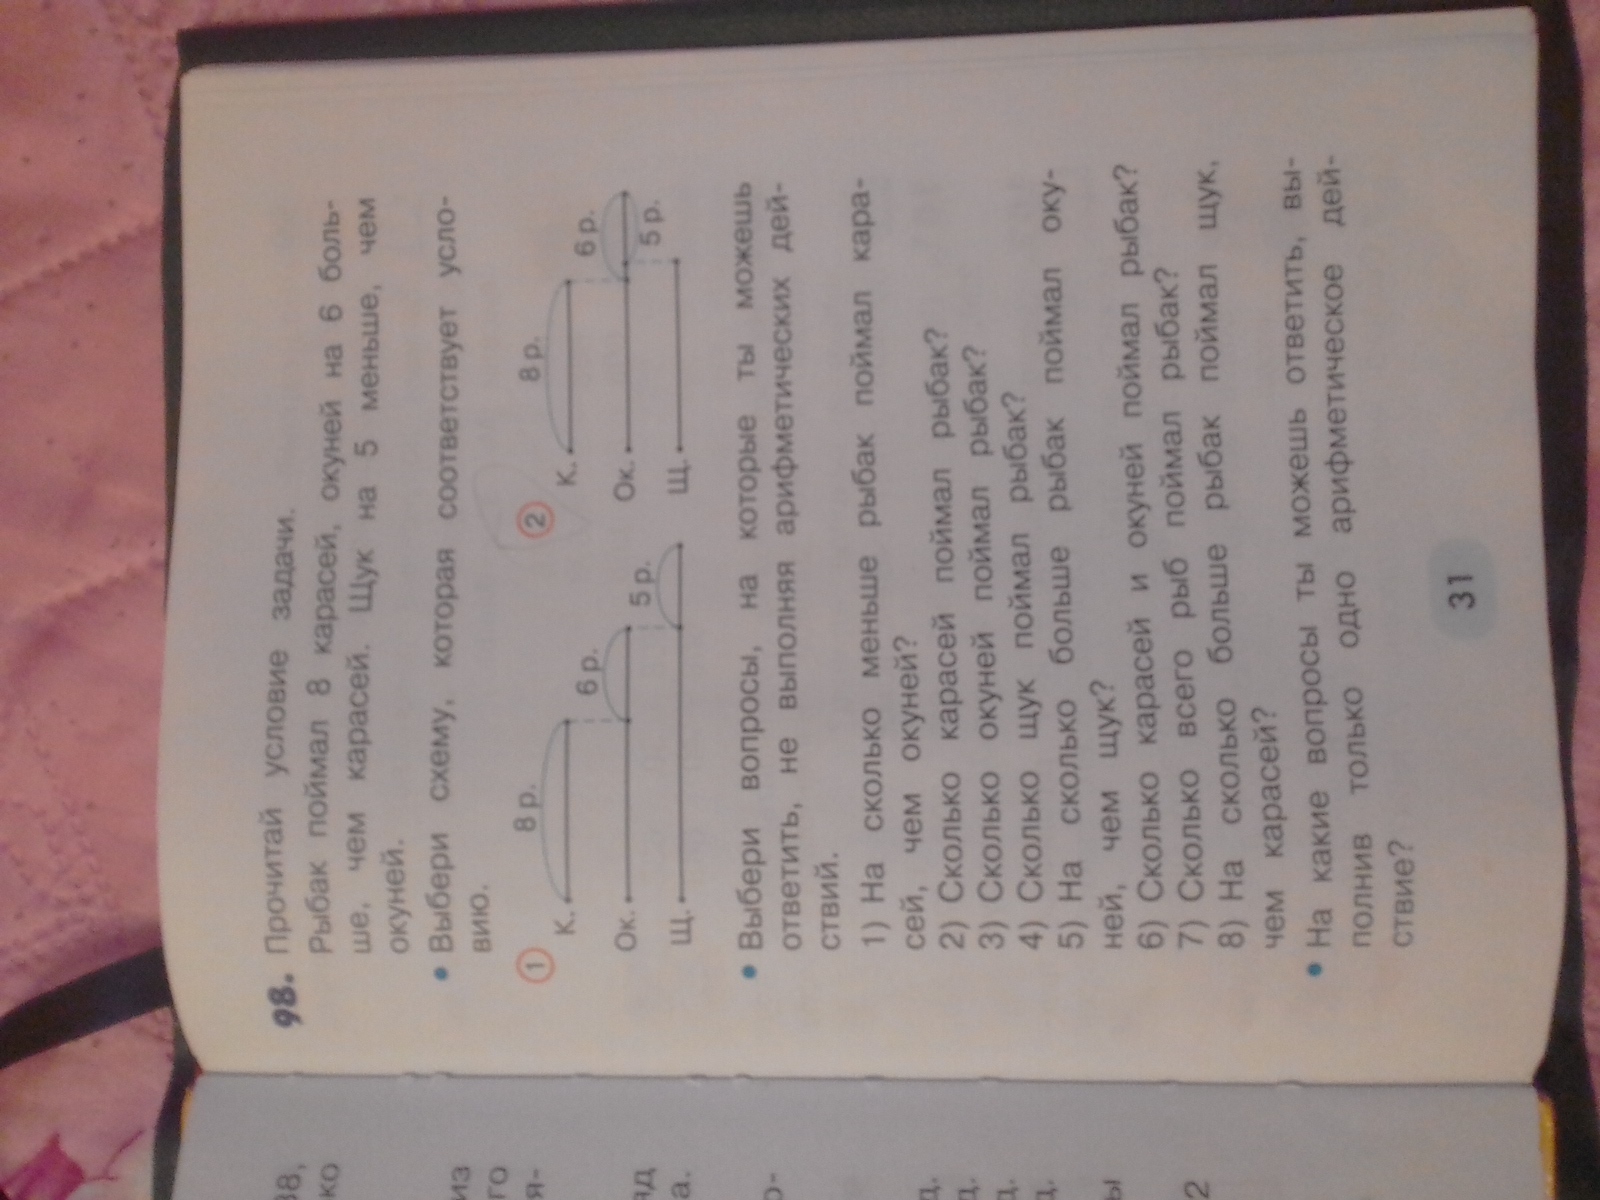 98. Прочитай условие задачи.
Рыбак поймал 8 карасей, окуней на 6 боль-
ше, чем карасей. Щук на 5 меньше, чем
окуней.
• Выбери схему, которая соответствует усло-
вию.
1
8 р.
К.
6 р.
Ок.
5 р.
Щ.
2
8 р.
К.
6 р.
Ок.
5 р.
Щ.
• Выбери вопросы, на которые ты можешь
ответить, не выполняя арифметических дей-
ствий.
1) На сколько меньше рыбак поймал кара-
сей, чем окуней?
2) Сколько карасей поймал рыбак?
3) Сколько окуней поймал рыбак?
4) Сколько щук поймал рыбак?
5) На сколько больше рыбак поймал оку-
ней, чем щук?
6) Сколько карасей и окуней поймал рыбак?
7) Сколько всего рыб поймал рыбак?
8) На сколько больше рыбак поймал щук,
чем карасей?
• На какие вопросы ты можешь ответить, вы-
полнив только одно арифметическое дей-
ствие?
31
ко
из
го
я-
а.
о-
д.
д.
д.
д.
ы
2